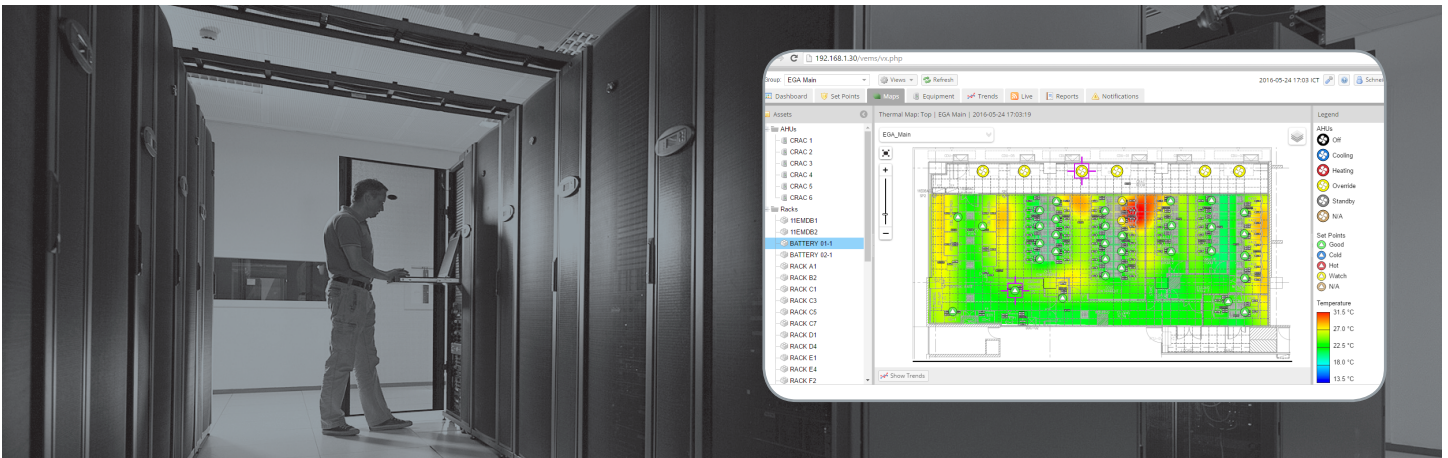 192.168.1.30/vems/vx.php
Group: EGA Main
Views
Refresh
2016-05-24 17:03 ICT
Schnei
Dashboard
Set Points
Maps
Equipment
Trends
Live
Reports
Notifications
Assets
AHUs
CRAC 1
CRAC 2
CRAC 3
CRAC 4
CRAC 5
CRAC 6
Racks
11EMDB1
11EMDB2
BATTERY 01-1
BATTERY 02-1
RACK A1
RACK B2
RACK C1
RACK C3
RACK C5
RACK C7
RACK D1
RACK D4
RACK E1
RACK E4
RACK F2
Thermal Map: Top | EGA Main | 2016-05-24 17:03:19
EGA_Main
Show Trends
Legend
AHUs
Off
Cooling
Heating
Override
Standby
N/A
Set Points
Good
Cold
Hot
Watch
N/A
Temperature
31.5 °C
27.0 °C
22.5 °C
18.0 °C
13.5 °C